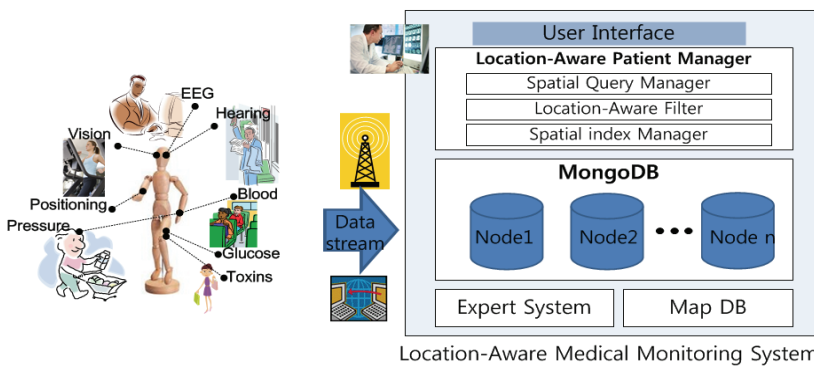 EEG
Hearing
Vision
Positioning
Blood
Pressure
Glucose
Toxins
Data
stream
User Interface
Location-Aware Patient Manager
Spatial Query Manager
Location-Aware Filter
Spatial index Manager
MongoDB
Node1
Node2
Node n
Expert System
Map DB
Location-Aware Medical Monitoring System